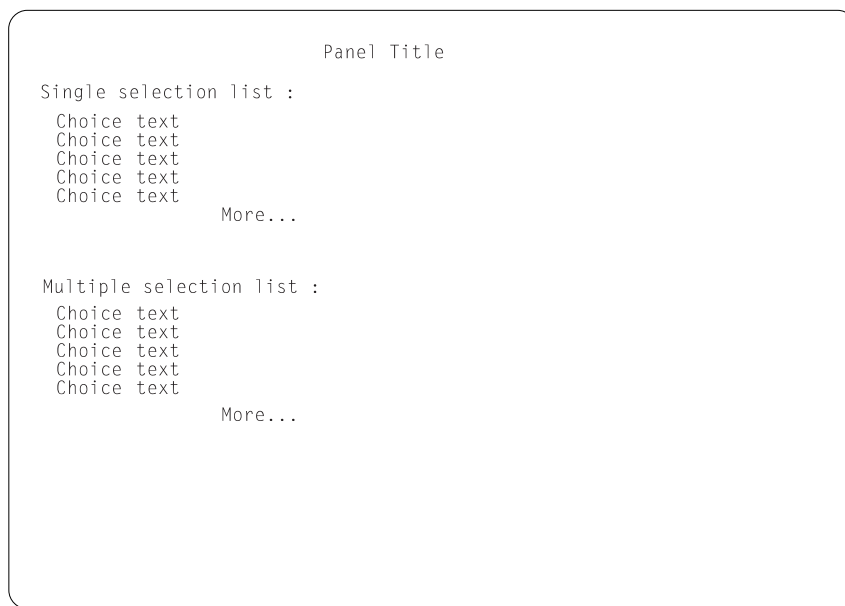 Panel Title
Single selection list :
Choice text
Choice text
Choice text
Choice text
Choice text
More...
Multiple selection list :
Choice text
Choice text
Choice text
Choice text
Choice text
More...